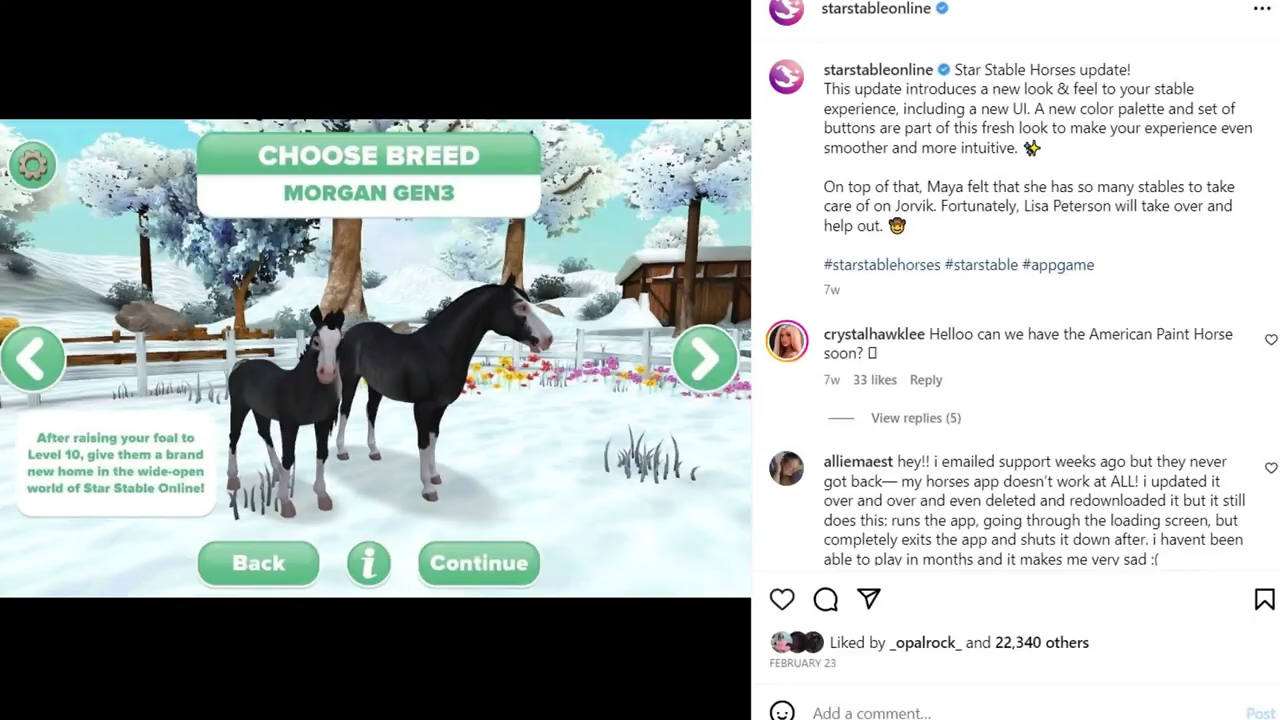 CHOOSE BREED
MORGAN GEN3
After raising your foal to
Level 10, give them a brand
new home in the wide-open
world of Star Stable Online!
Back
i
Continue
starstableonline
starstableonline Star Stable Horses update!
This update introduces a new look & feel to your stable
experience, including a new UI. A new color palette and set of
buttons are part of this fresh look to make your experience even
smoother and more intuitive. ✨
On top of that, Maya felt that she has so many stables to take
care of on Jorvik. Fortunately, Lisa Peterson will take over and
help out. 🤠
#starstablehorses #starstable #appgame
7w
crystalhawklee Helloo can we have the American Paint Horse
soon?
7w 33 likes Reply
View replies (5)
alliemaest hey!! i emailed support weeks ago but they never
got back— my horses app doesn't work at ALL! i updated it
over and over and even deleted and redownloaded it but it still
does this: runs the app, going through the loading screen, but
completely exits the app and shuts it down after. i havent been
able to play in months and it makes me very sad :(
Liked by _opalrock_ and 22,340 others
FEBRUARY 23
Add a comment...
Post